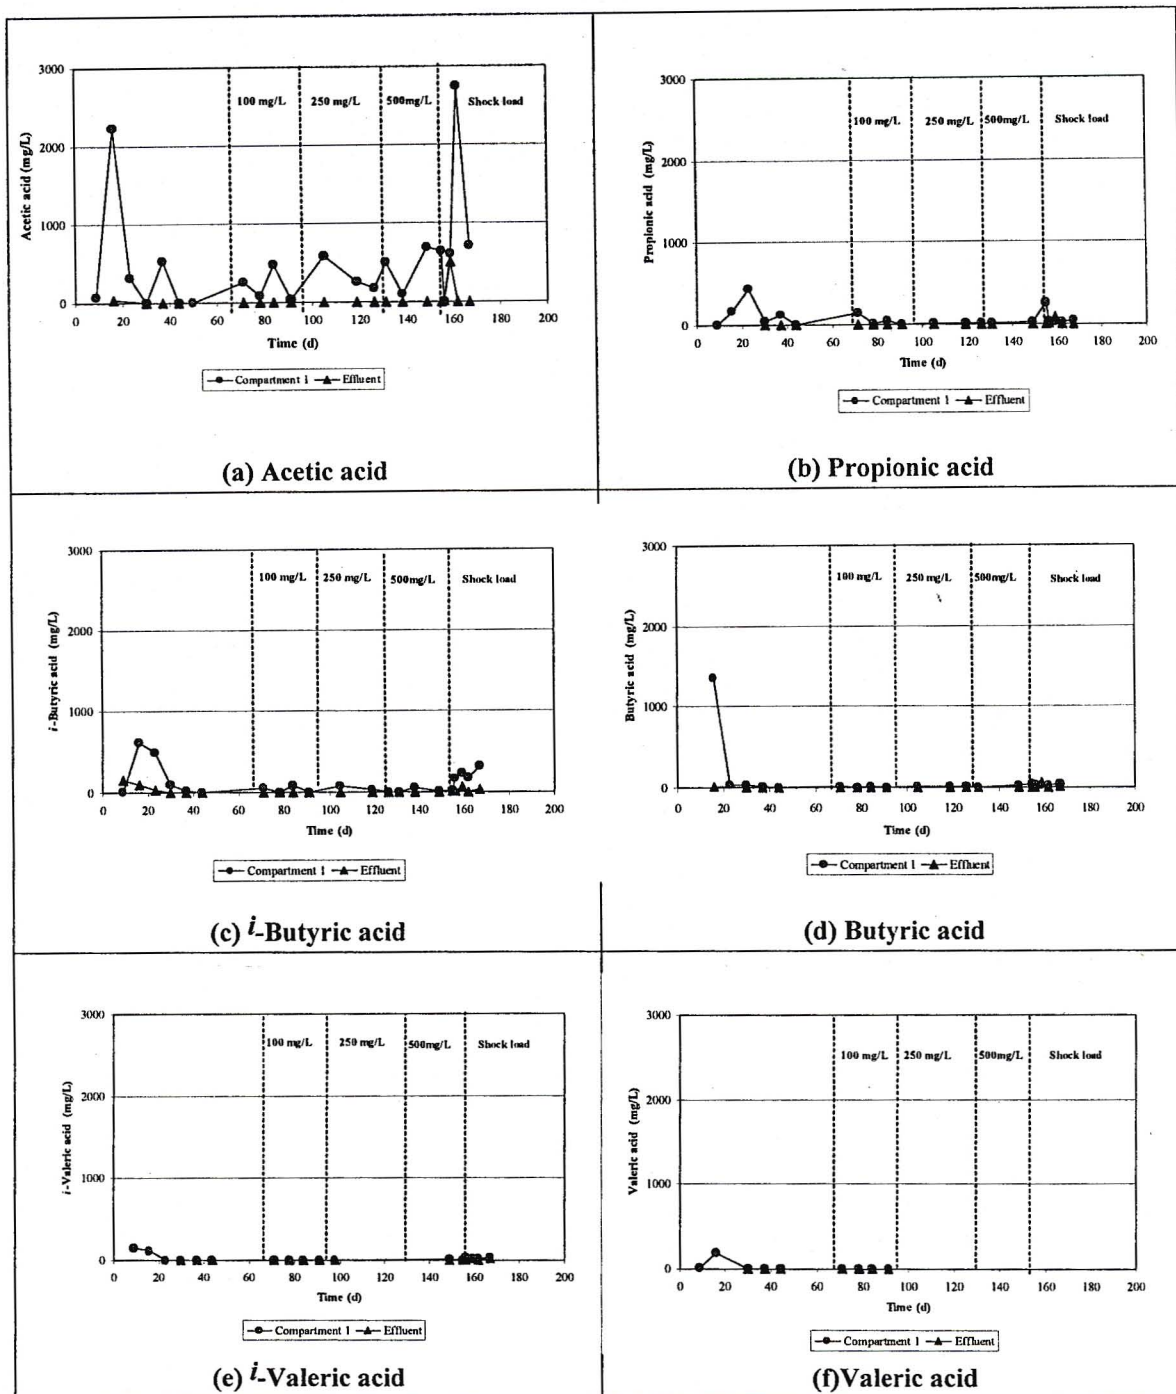 3000
2000
1000
0
Acetic acid (mg/L)
100 mg/L
250 mg/L
500mg/L
Shock load
0 20 40 60 80 100 120 140 160 180 200
Time (d)
Compartment 1 Effluent
(a) Acetic acid
3000
2000
1000
0
Propionic acid (mg/L)
100 mg/L
250 mg/L
500mg/L
Shock load
0 20 40 60 80 100 120 140 160 180 200
Time (d)
Compartment 1 Effluent
(b) Propionic acid
3000
2000
1000
0
i-Butyric acid (mg/L)
100 mg/L
250 mg/L
500mg/L
Shock load
0 20 40 60 80 100 120 140 160 180 200
Time (d)
Compartment 1 Effluent
(c) i-Butyric acid
3000
2000
1000
0
Butyric acid (mg/L)
100 mg/L
250 mg/L
500mg/L
Shock load
0 20 40 60 80 100 120 140 160 180 200
Time (d)
Compartment 1 Effluent
(d) Butyric acid
3000
2000
1000
0
i-Valeric acid (mg/L)
100 mg/L
250 mg/L
500mg/L
Shock load
0 20 40 60 80 100 120 140 160 180 200
Time (d)
Compartment 1 Effluent
(e) i-Valeric acid
3000
2000
1000
0
Valeric acid (mg/L)
100 mg/L
250 mg/L
500mg/L
Shock load
0 20 40 60 80 100 120 140 160 180 200
Time (d)
Compartment 1 Effluent
(f)Valeric acid